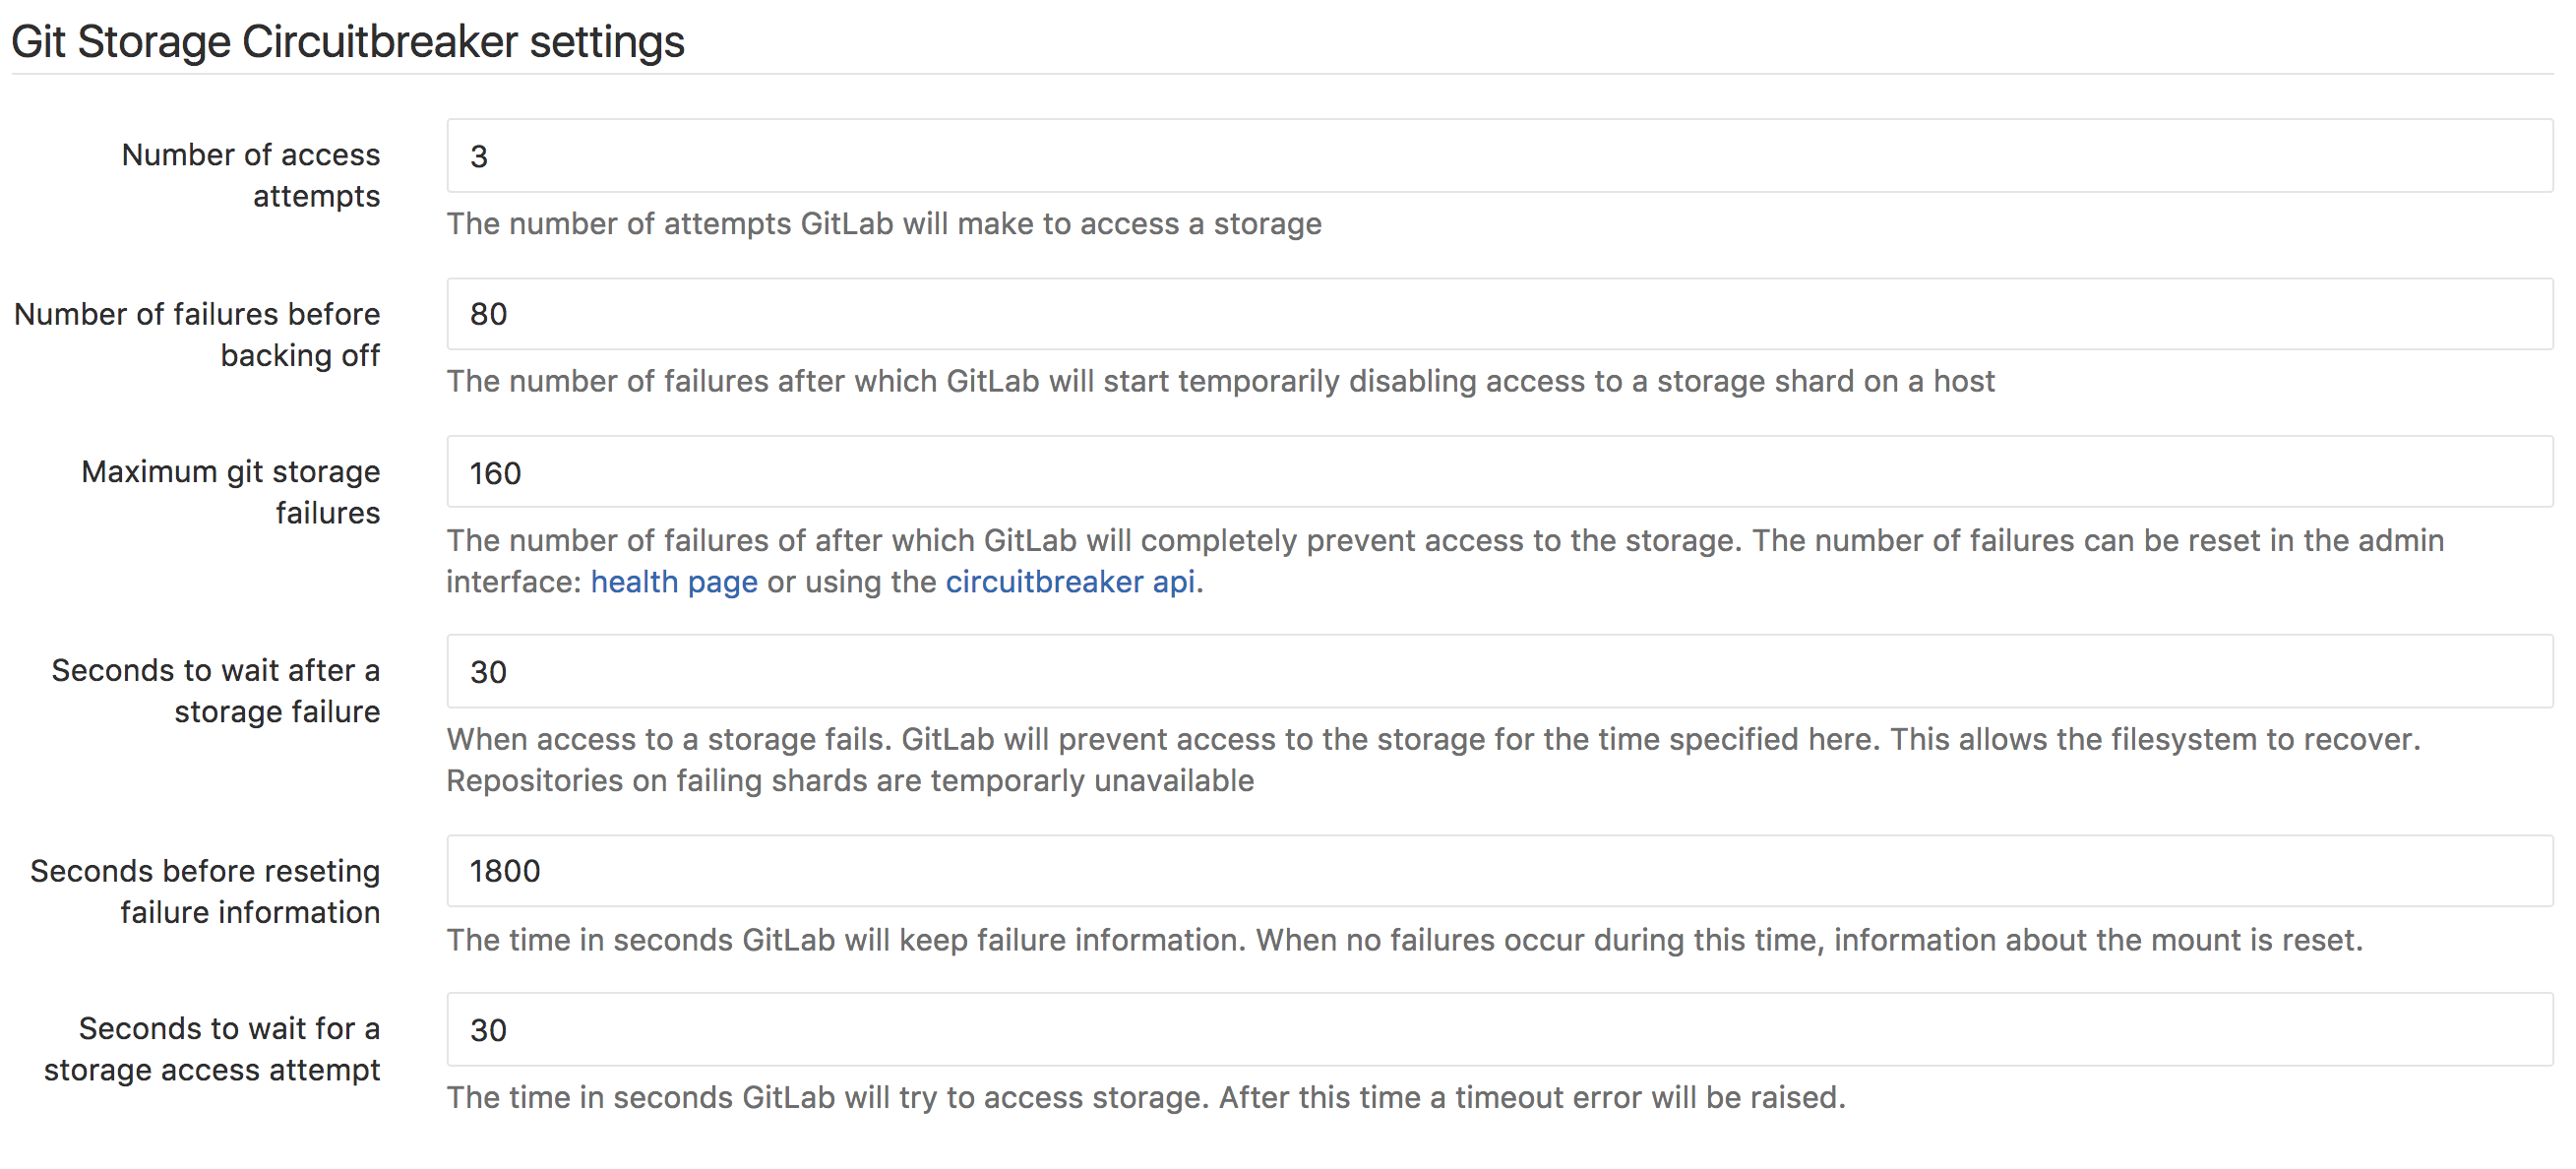 Git Storage Circuitbreaker settings
Number of access
attempts
3
The number of attempts GitLab will make to access a storage
Number of failures before
backing off
80
The number of failures after which GitLab will start temporarily disabling access to a storage shard on a host
Maximum git storage
failures
160
The number of failures of after which GitLab will completely prevent access to the storage. The number of failures can be reset in the admin
interface: health page or using the circuitbreaker api.
Seconds to wait after a
storage failure
30
When access to a storage fails. GitLab will prevent access to the storage for the time specified here. This allows the filesystem to recover.
Repositories on failing shards are temporarly unavailable
Seconds before reseting
failure information
1800
The time in seconds GitLab will keep failure information. When no failures occur during this time, information about the mount is reset.
Seconds to wait for a
storage access attempt
30
The time in seconds GitLab will try to access storage. After this time a timeout error will be raised.